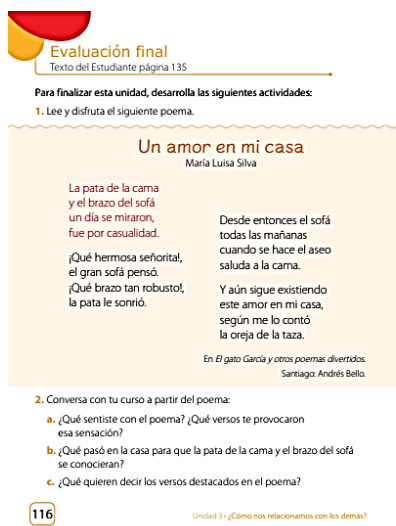 Evaluación final
Texto del Estudiante página 135
Para finalizar esta unidad, desarrolla las siguientes actividades:
1. Lee y disfruta el siguiente poema.
Un amor en mi casa
María Luisa Silva
La pata de la cama
y el brazo del sofá
un día se miraron,
fue por casualidad.
¡Qué hermosa señorita!,
el gran sofá pensó.
¡Qué brazo tan robusto!,
la pata le sonrió.
Desde entonces el sofá
todas las mañanas
cuando se hace el aseo
saluda a la cama.
Y aún sigue existiendo
este amor en mi casa,
según me lo contó
la oreja de la taza.
En El gato García y otros poemas divertidos.
Santiago: Andrés Bello.
2. Conversa con tu curso a partir del poema:
a. ¿Qué sentiste con el poema? ¿Qué versos te provocaron
esa sensación?
b. ¿Qué pasó en la casa para que la pata de la cama y el brazo del sofá
se conocieran?
c. ¿Qué quieren decir los versos destacados en el poema?
116
Unidad 3 • ¿Cómo nos relacionamos con los demás?